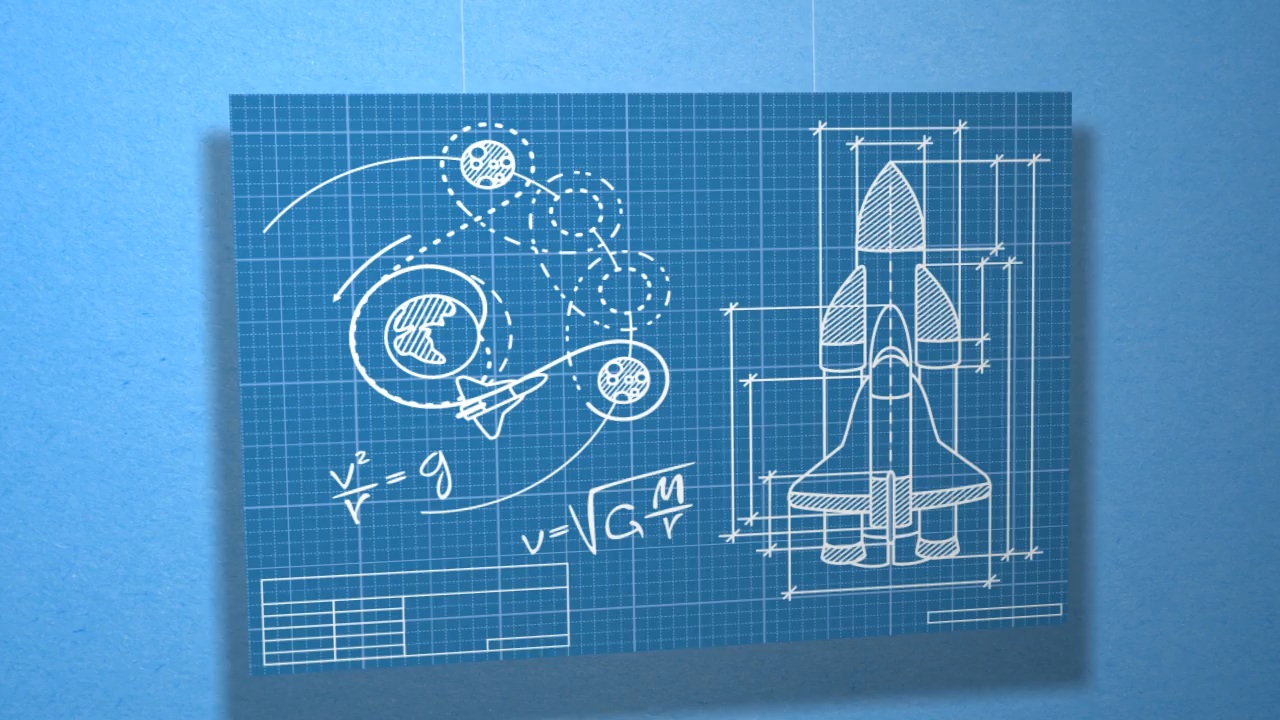 v²/r = g
v = √(G M/r)